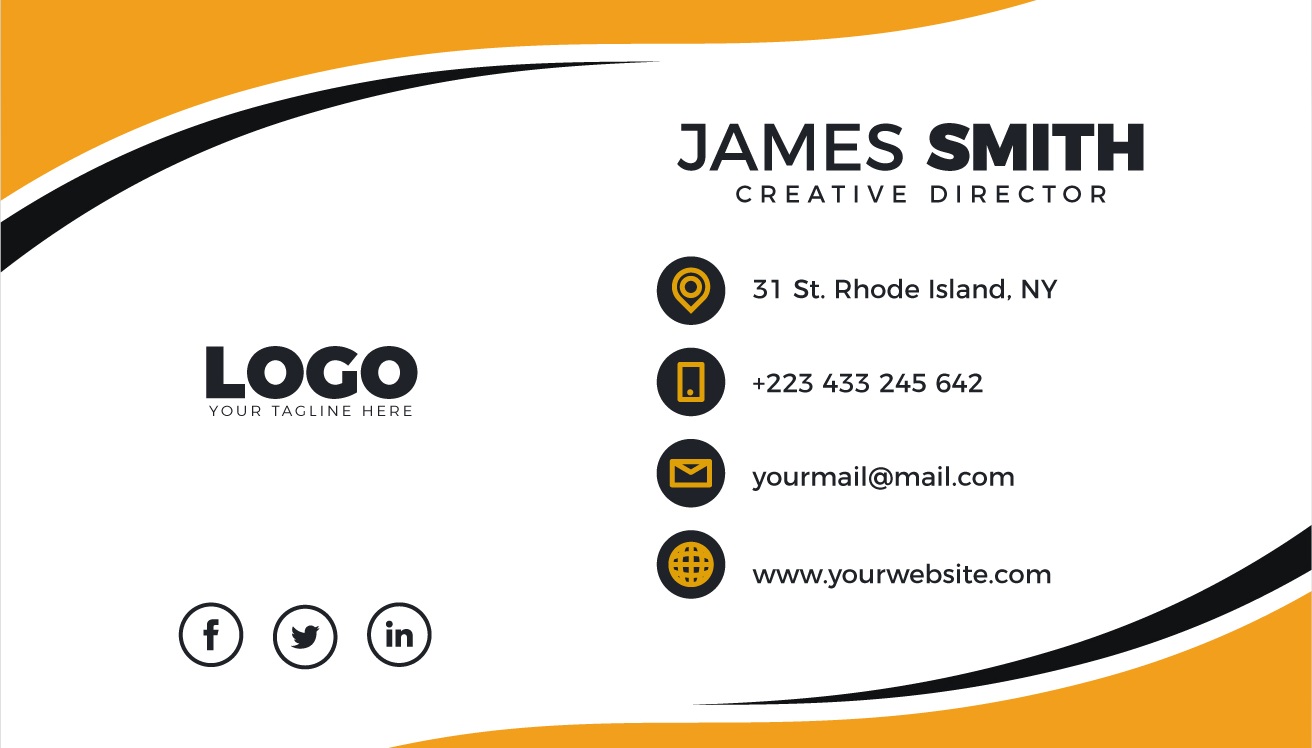 JAMES SMITH
CREATIVE DIRECTOR
31 St. Rhode Island, NY
+223 433 245 642
yourmail@mail.com
www.yourwebsite.com
LOGO
YOUR TAGLINE HERE
f
in